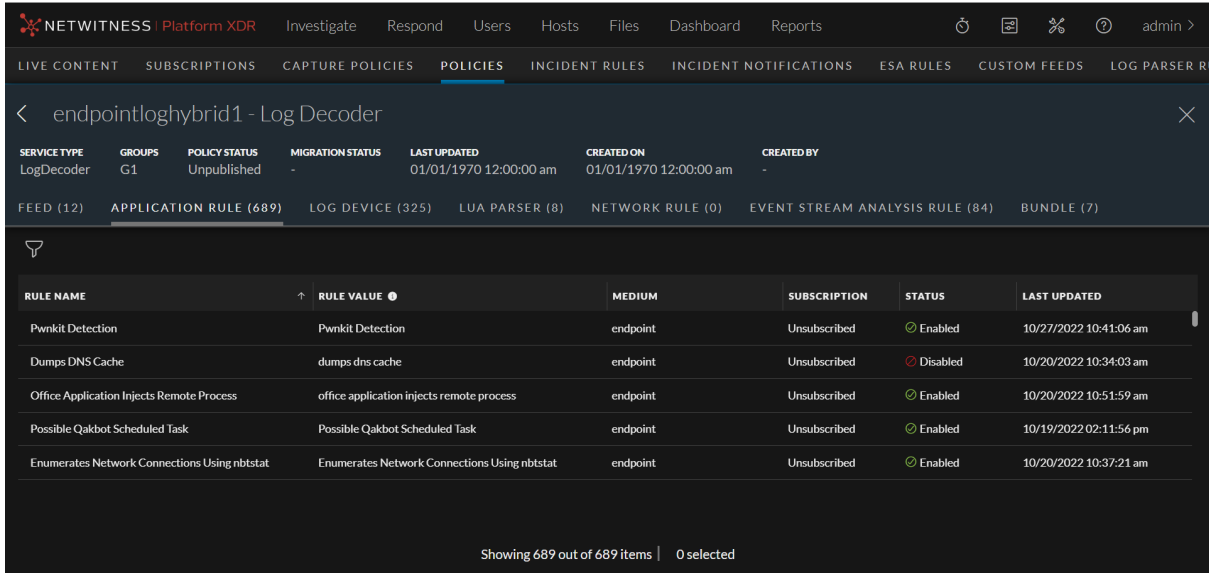 NETWITNESS | Platform XDR Investigate Respond Users Hosts Files Dashboard Reports admin >
LIVE CONTENT SUBSCRIPTIONS CAPTURE POLICIES POLICIES INCIDENT RULES INCIDENT NOTIFICATIONS ESA RULES CUSTOM FEEDS LOG PARSER
endpointloghybrid1 - Log Decoder
SERVICE TYPE GROUPS POLICY STATUS MIGRATION STATUS LAST UPDATED CREATED ON CREATED BY
LogDecoder G1 Unpublished - 01/01/1970 12:00:00 am 01/01/1970 12:00:00 am -
FEED (12) APPLICATION RULE (689) LOG DEVICE (325) LUA PARSER (8) NETWORK RULE (0) EVENT STREAM ANALYSIS RULE (84) BUNDLE (7)
RULE NAME ↑ RULE VALUE MEDIUM SUBSCRIPTION STATUS LAST UPDATED
Pwnkit Detection Pwnkit Detection endpoint Unsubscribed Enabled 10/27/2022 10:41:06 am
Dumps DNS Cache dumps dns cache endpoint Unsubscribed Disabled 10/20/2022 10:34:03 am
Office Application Injects Remote Process office application injects remote process endpoint Unsubscribed Enabled 10/20/2022 10:51:59 am
Possible Qakbot Scheduled Task Possible Qakbot Scheduled Task endpoint Unsubscribed Enabled 10/19/2022 02:11:56 pm
Enumerates Network Connections Using nbtstat Enumerates Network Connections Using nbtstat endpoint Unsubscribed Enabled 10/20/2022 10:37:21 am
Showing 689 out of 689 items | 0 selected